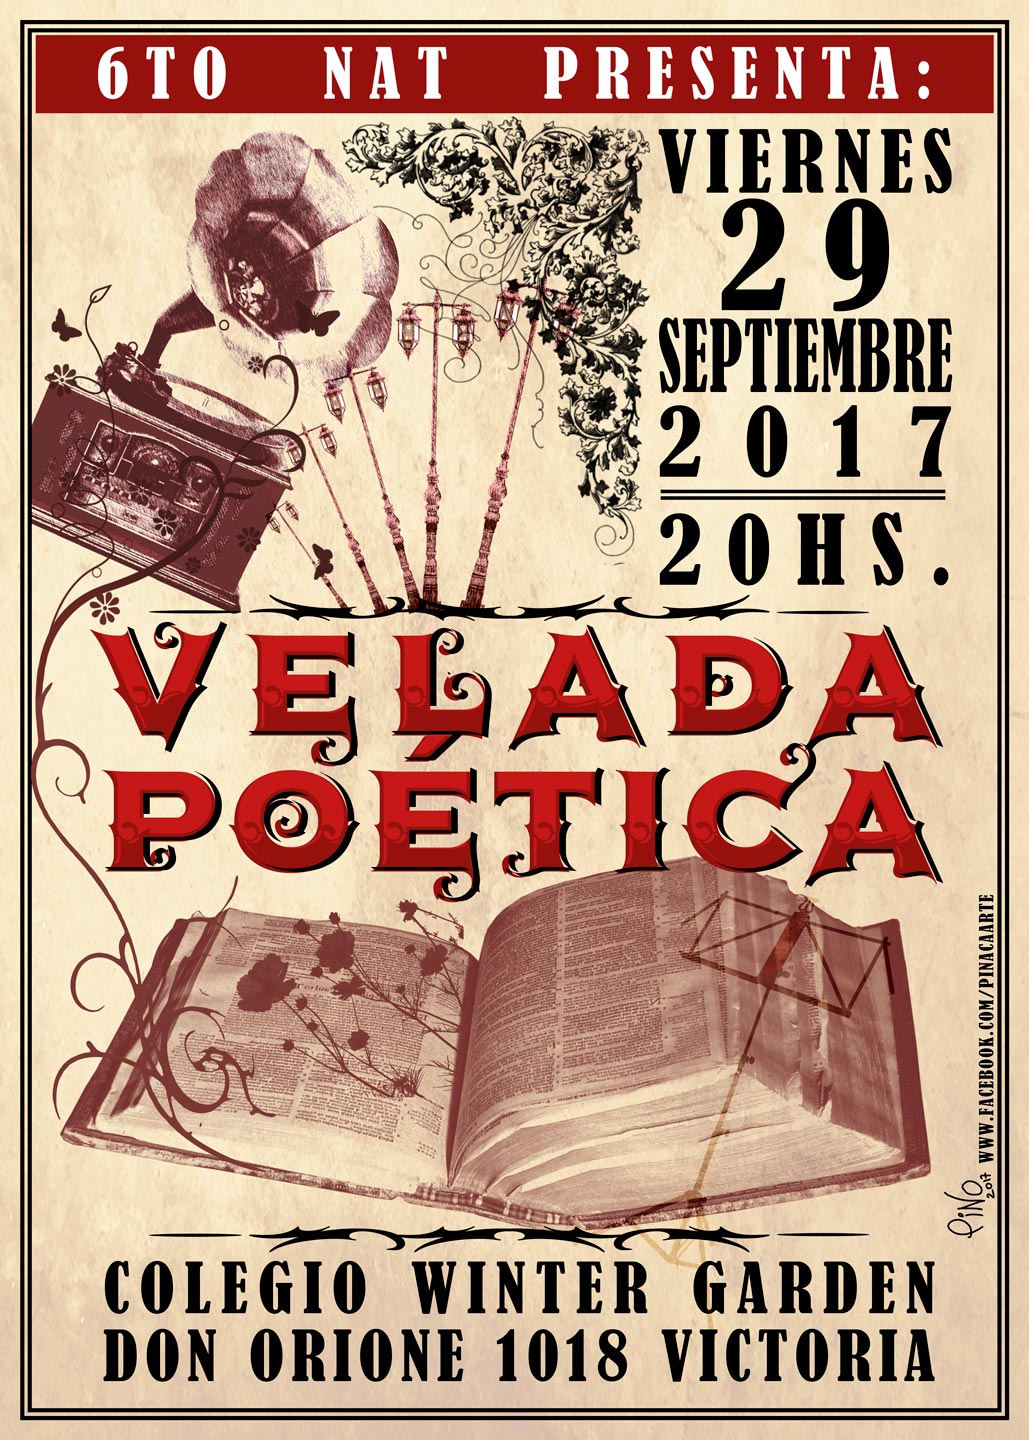 6TO NAT PRESENTA:
VIERNES
29
SEPTIEMBRE
2017
20HS.
VELADA
POÉTICA
WWW.FACEBOOK.COM/PINACAARTE
PiNO
2017
COLEGIO WINTER GARDEN
DON ORIONE 1018 VICTORIA